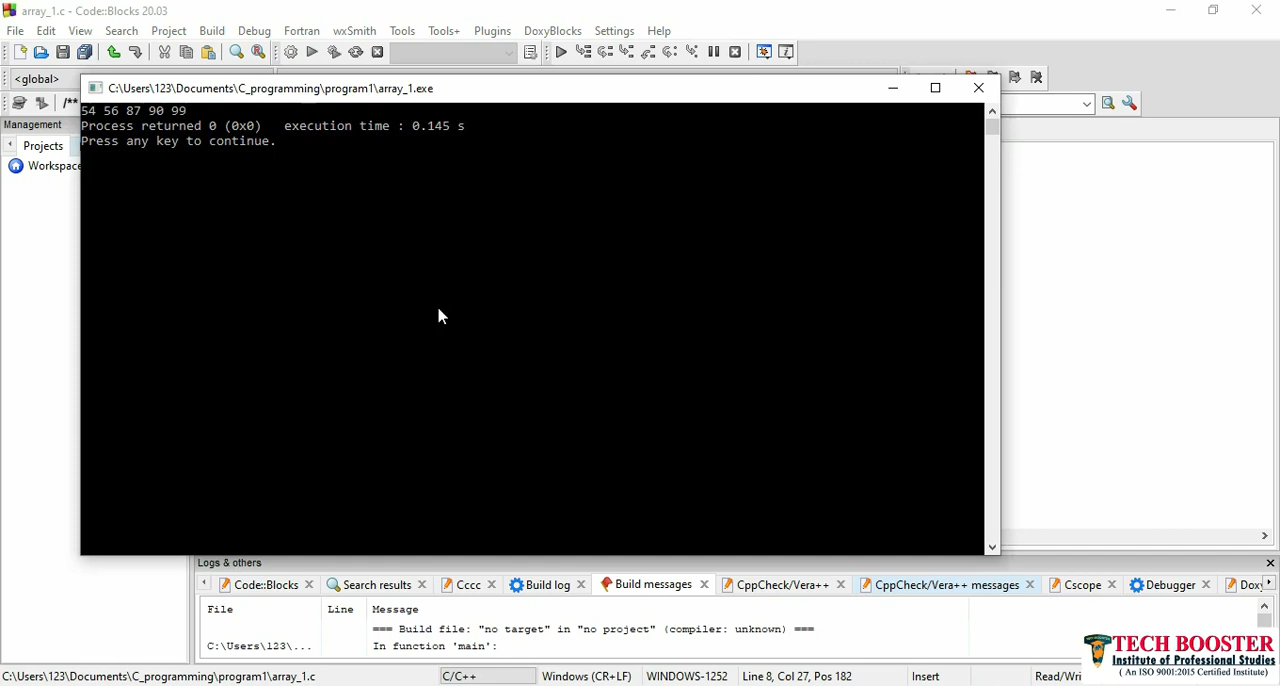 array_1.c - Code::Blocks 20.03
File Edit View Search Project Build Debug Fortran wxSmith Tools Tools+ Plugins DoxyBlocks Settings Help
<global>
C:\Users\123\Documents\C_programming\program1\array_1.exe
/**
54 56 87 90 99
Process returned 0 (0x0)   execution time : 0.145 s
Press any key to continue.
Management
Projects
Workspace
Logs & others
Code::Blocks Search results Cccc Build log Build messages CppCheck/Vera++ CppCheck/Vera++ messages Cscope Debugger
File Line Message
=== Build file: "no target" in "no project" (compiler: unknown) ===
C:\Users\123\... In function 'main':
C:\Users\123\Documents\C_programming\program1\array_1.c C/C++ Windows (CR+LF) WINDOWS-1252 Line 8, Col 27, Pos 182 Insert
TECH BOOSTER
Institute of Professional Studies
( An ISO 9001:2015 Certified Institute)